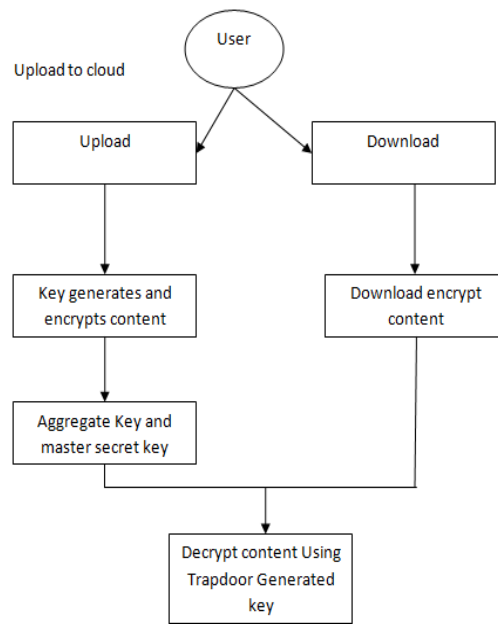 User
Upload to cloud
Upload
Download
Key generates and
encrypts content
Download encrypt
content
Aggregate Key and
master secret key
Decrypt content Using
Trapdoor Generated
key